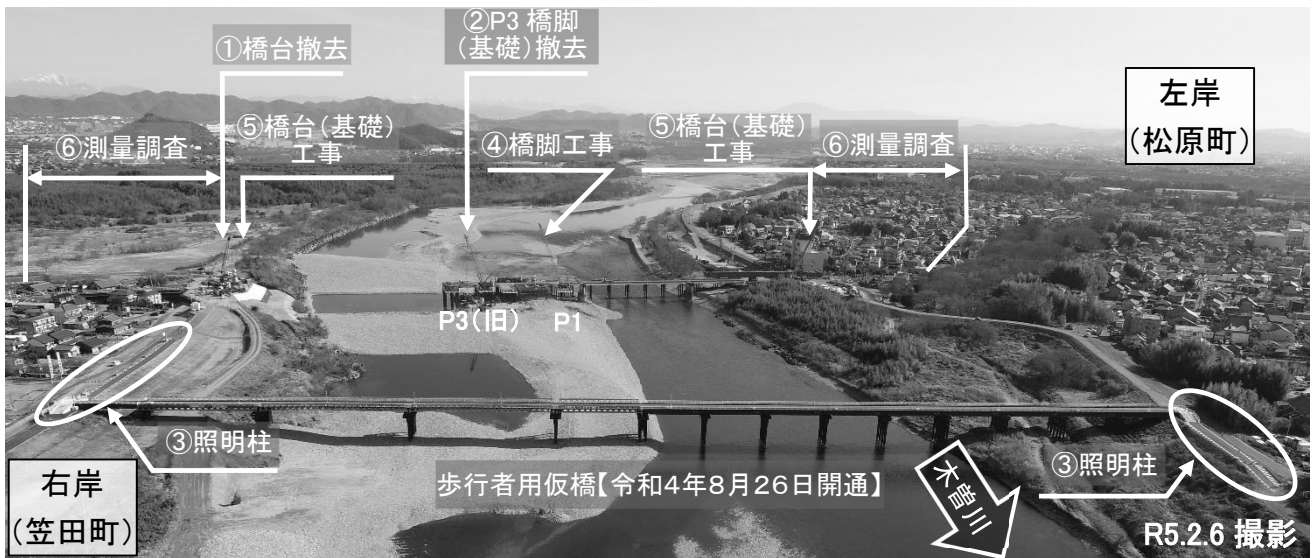 ①橋台撤去
②P3 橋脚
（基礎）撤去
左岸
（松原町）
⑥測量調査
⑤橋台（基礎）
工事
④橋脚工事
⑤橋台（基礎）
工事
⑥測量調査
P3（旧）
P1
③照明柱
右岸
（笠田町）
歩行者用仮橋【令和4年8月26日開通】
木曽川
③照明柱
R5.2.6 撮影